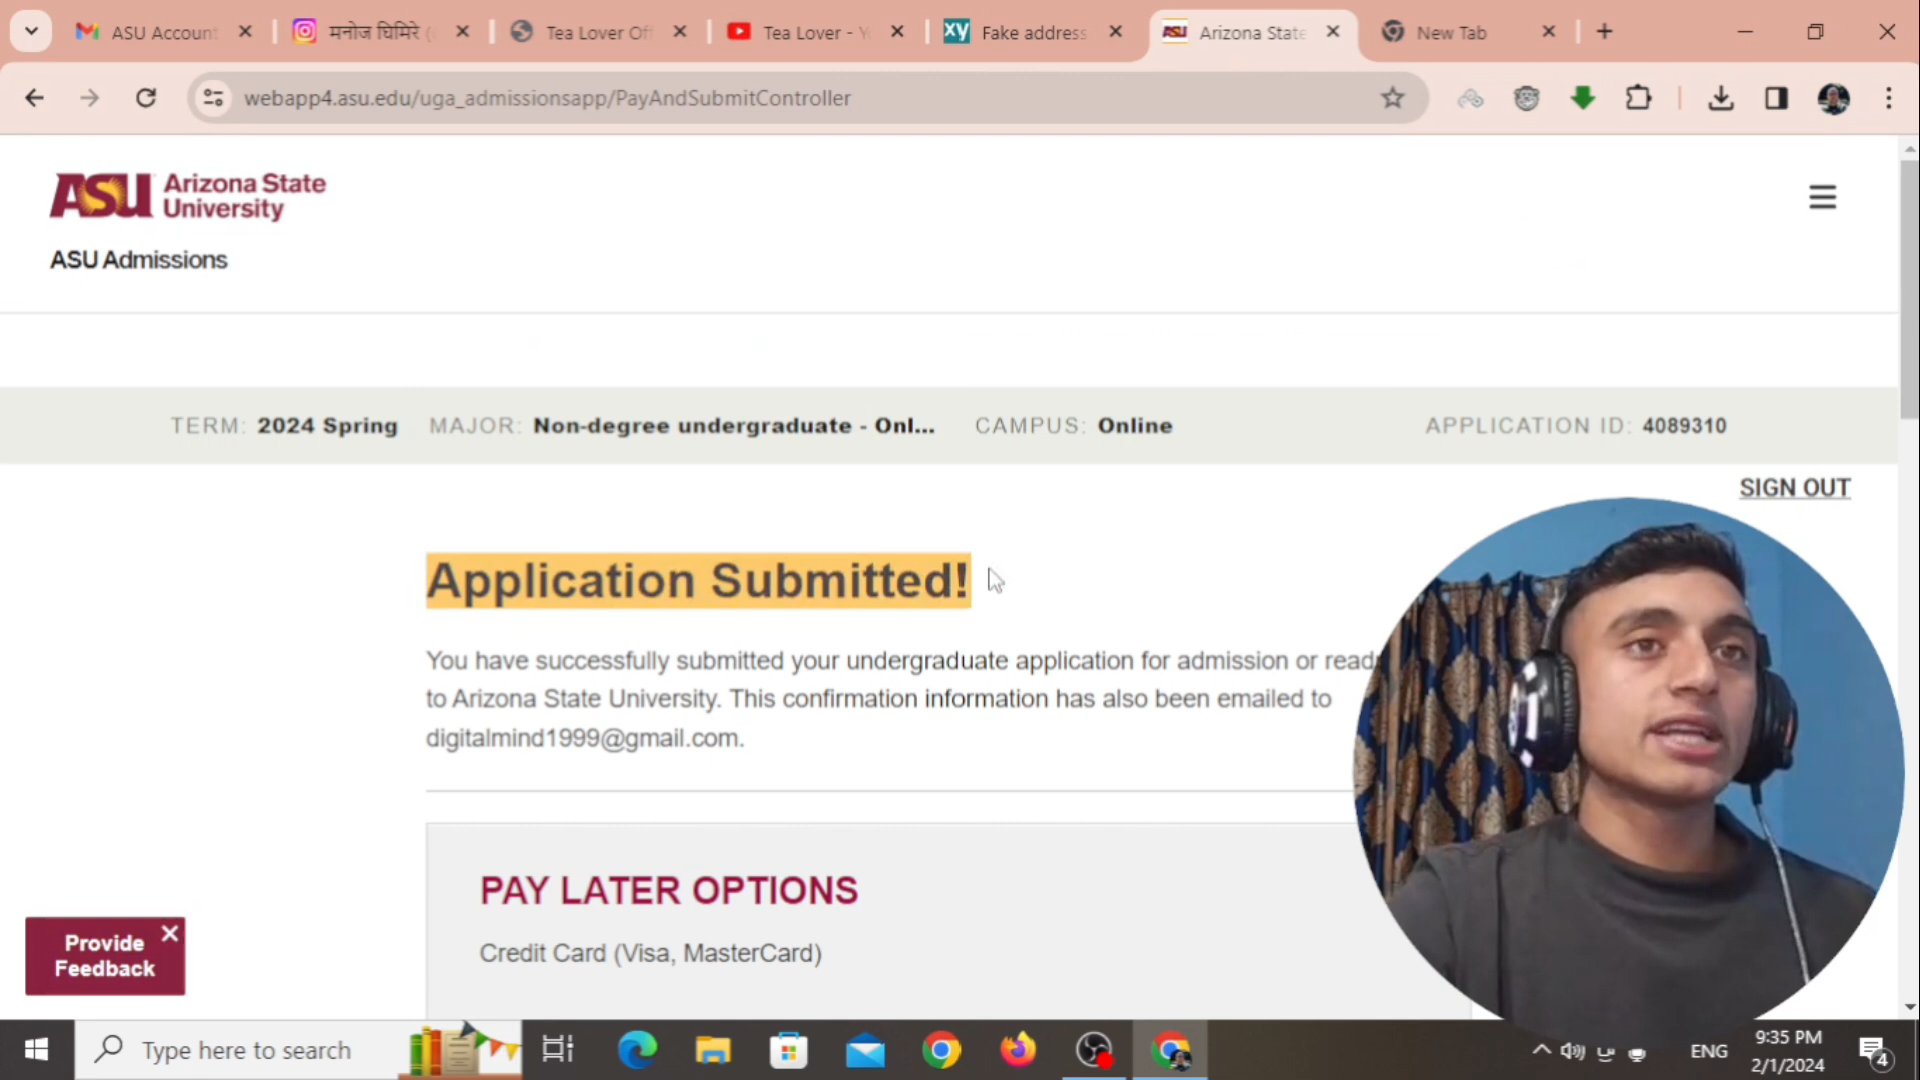 ASU Account
मनोज घिमिरे (
Tea Lover Off
Tea Lover - Y
XY
Fake address
ASU
Arizona State
New Tab
webapp4.asu.edu/uga_admissionsapp/PayAndSubmitController
ASU Arizona State
University
ASU Admissions
TERM: 2024 Spring MAJOR: Non-degree undergraduate - Onl... CAMPUS: Online APPLICATION ID: 4089310
SIGN OUT
Application Submitted!
You have successfully submitted your undergraduate application for admission or read
to Arizona State University. This confirmation information has also been emailed to
digitalmind1999@gmail.com.
PAY LATER OPTIONS
Credit Card (Visa, MasterCard)
Provide
Feedback
Type here to search
ENG
9:35 PM
2/1/2024
4